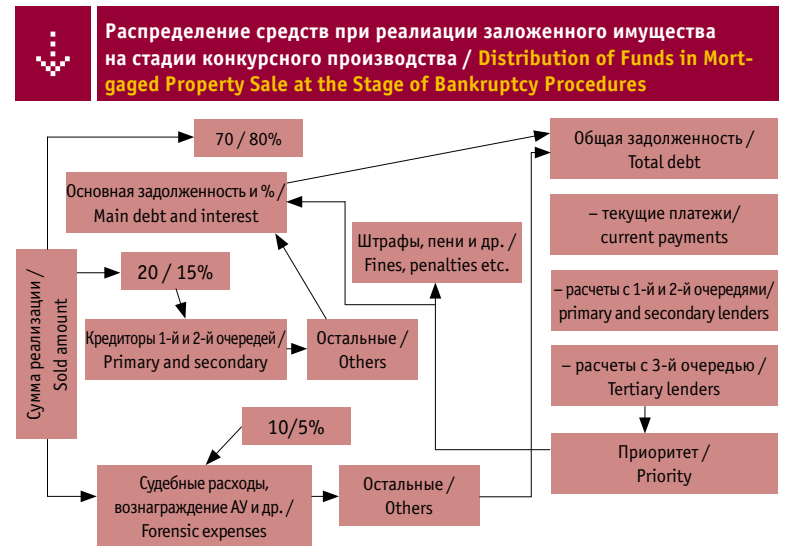 Распределение средств при реалиации заложенного имущества
на стадии конкурсного производства / Distribution of Funds in Mort-
gaged Property Sale at the Stage of Bankruptcy Procedures
70 / 80%
Общая задолженность /
Total debt
Основная задолженность и % /
Main debt and interest
– текущие платежи/
current payments
Штрафы, пени и др. /
Fines, penalties etc.
Сумма реализации /
Sold amount
20 / 15%
– расчеты с 1-й и 2-й очередями/
primary and secondary lenders
Кредиторы 1-й и 2-й очередей /
Primary and secondary
Остальные /
Others
– расчеты с 3-й очередью /
Tertiary lenders
10/5%
Приоритет /
Priority
Судебные расходы,
вознаграждение АУ и др. /
Forensic expenses
Остальные /
Others